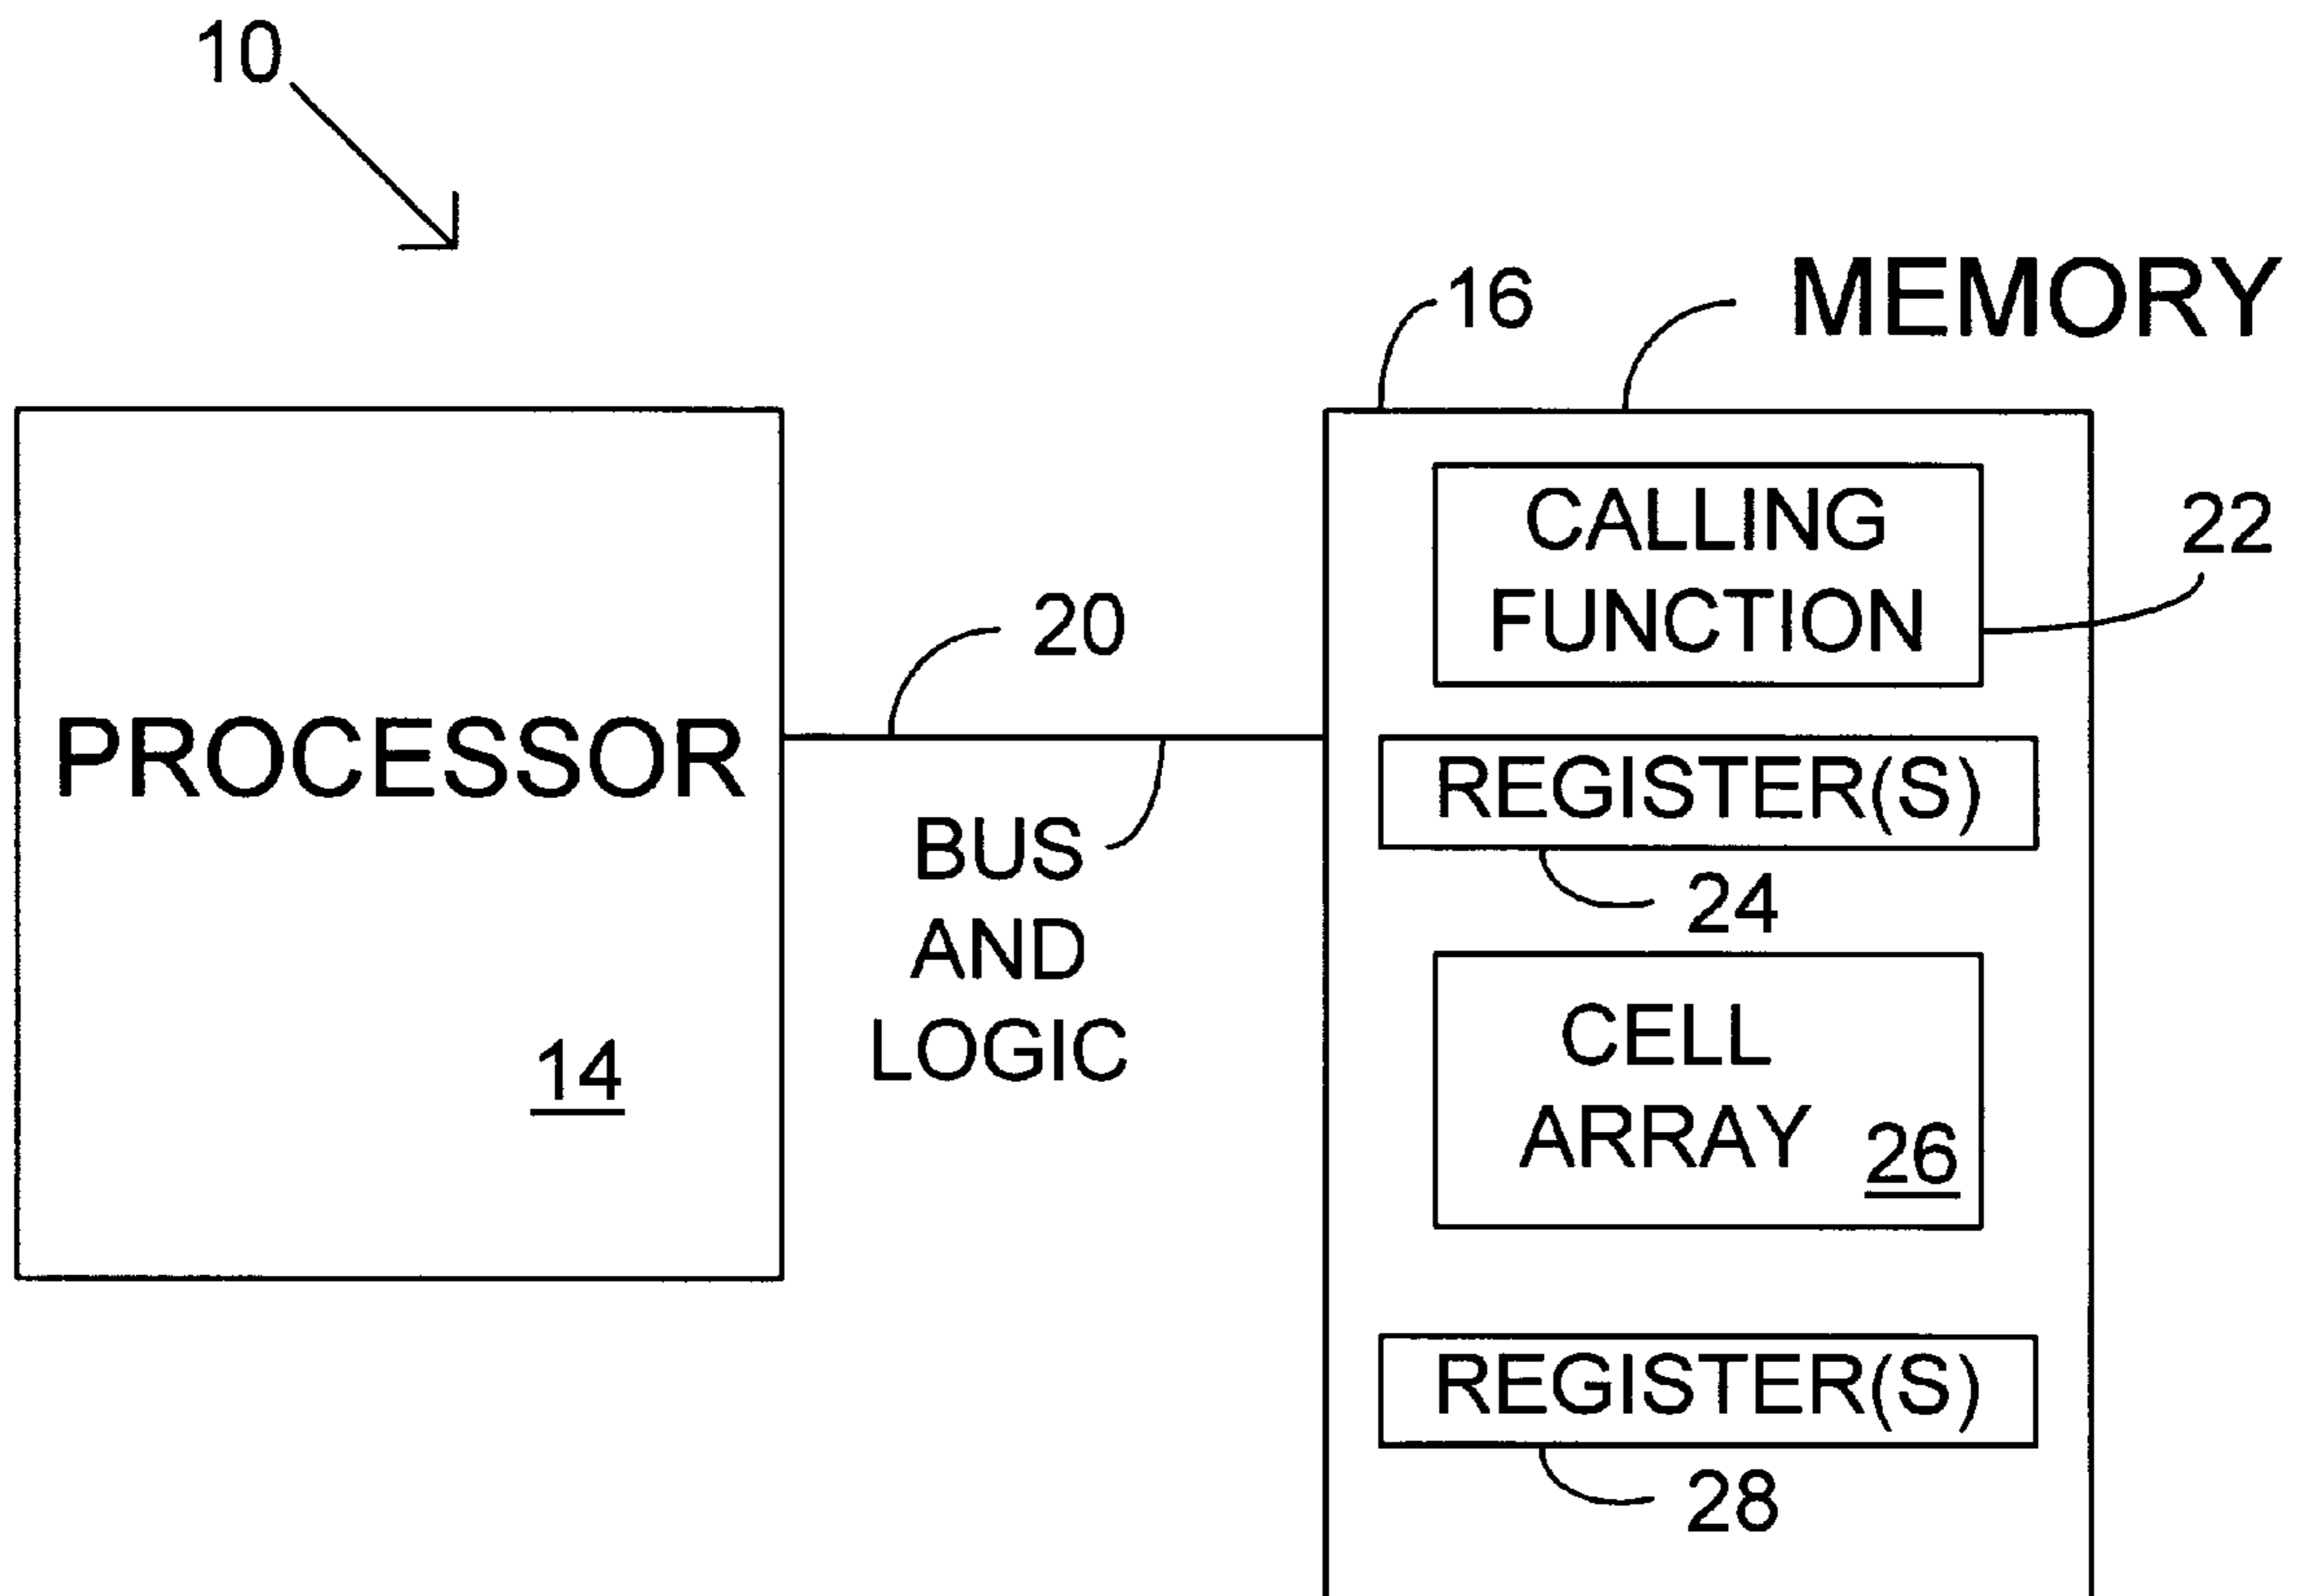 10
16
MEMORY
CALLING
FUNCTION
22
20
PROCESSOR
14
BUS
AND
LOGIC
REGISTER(S)
24
CELL
ARRAY
26
REGISTER(S)
28